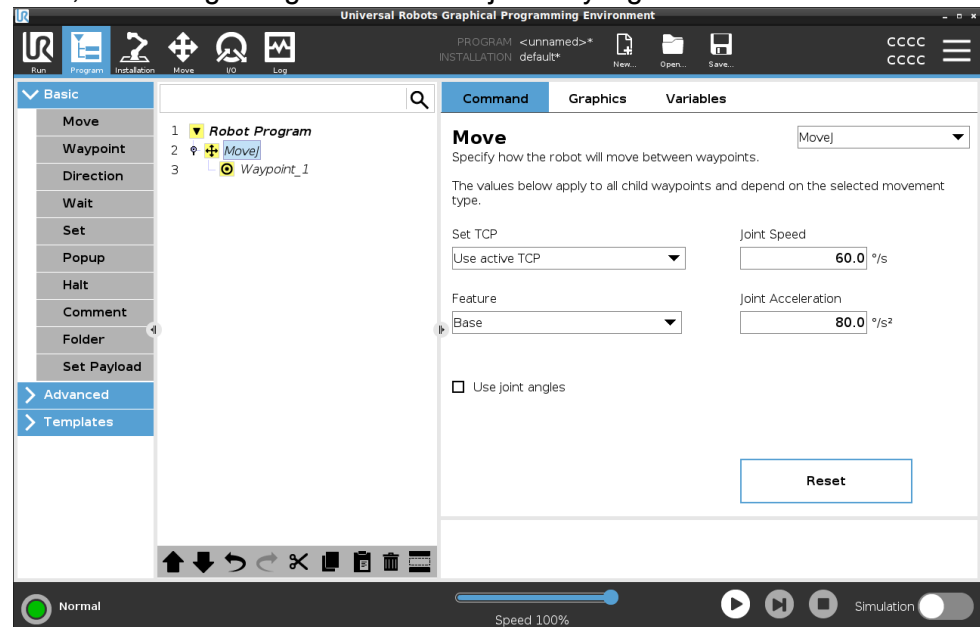 Universal Robots Graphical Programming Environment
PROGRAM <unnamed>*
INSTALLATION default*
Run
Program
Installation
Move
I/O
Log
New...
Open...
Save...
CCCC
CCCC
Basic
Move
Waypoint
Direction
Wait
Set
Popup
Halt
Comment
Folder
Set Payload
Advanced
Templates
1 Robot Program
2 MoveJ
3 Waypoint_1
Command Graphics Variables
Move
MoveJ
Specify how the robot will move between waypoints.
The values below apply to all child waypoints and depend on the selected movement
type.
Set TCP
Use active TCP
Joint Speed
60.0 °/s
Feature
Base
Joint Acceleration
80.0 °/s²
Use joint angles
Reset
Normal
Speed 100%
Simulation